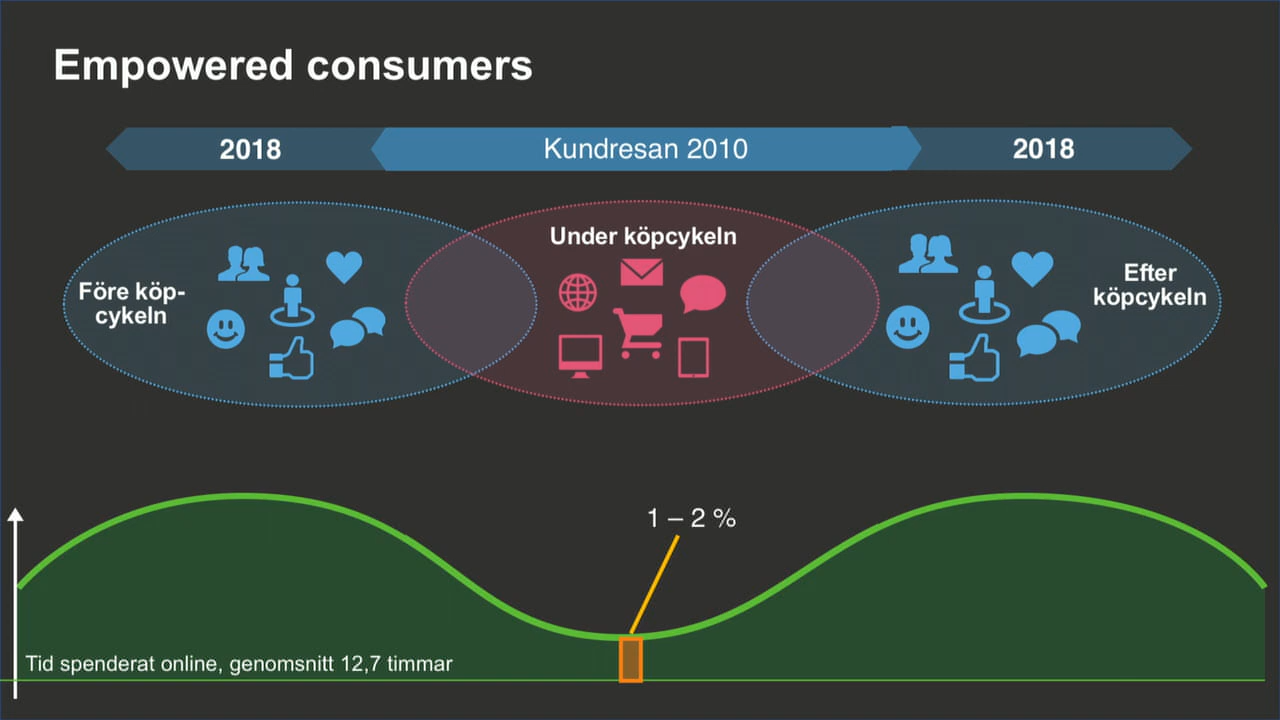 Empowered consumers
2018
Kundresan 2010
2018
Före köp-
cykeln
Under köpcykeln
Efter
köpcykeln
1 – 2 %
Tid spenderat online, genomsnitt 12,7 timmar